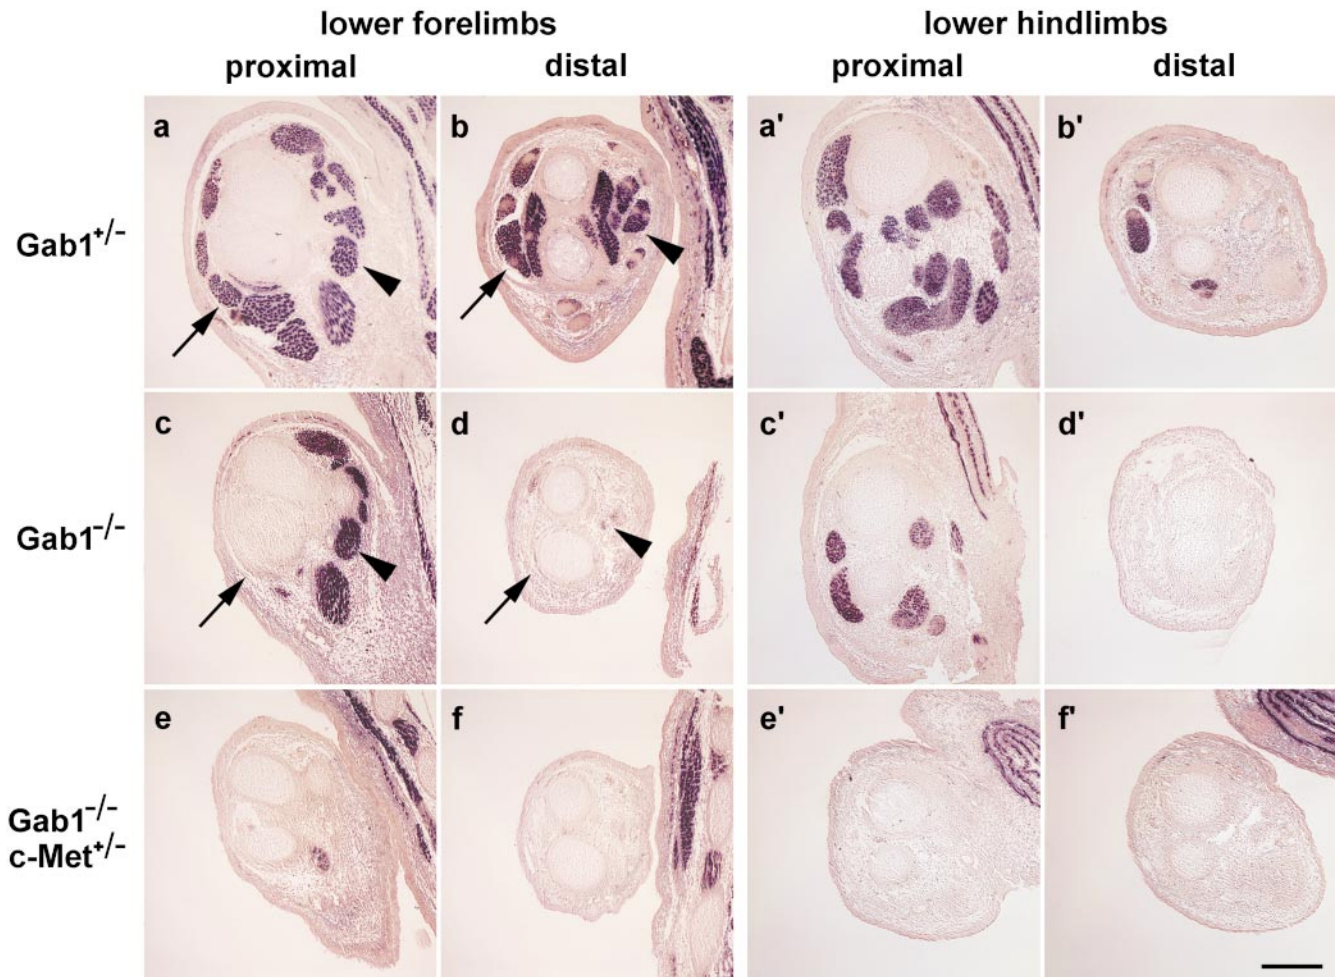 lower forelimbs lower hindlimbs
proximal distal proximal distal
a b a' b'
Gab1+/-
c d c' d'
Gab1-/-
e f e' f'
Gab1-/-
c-Met+/-